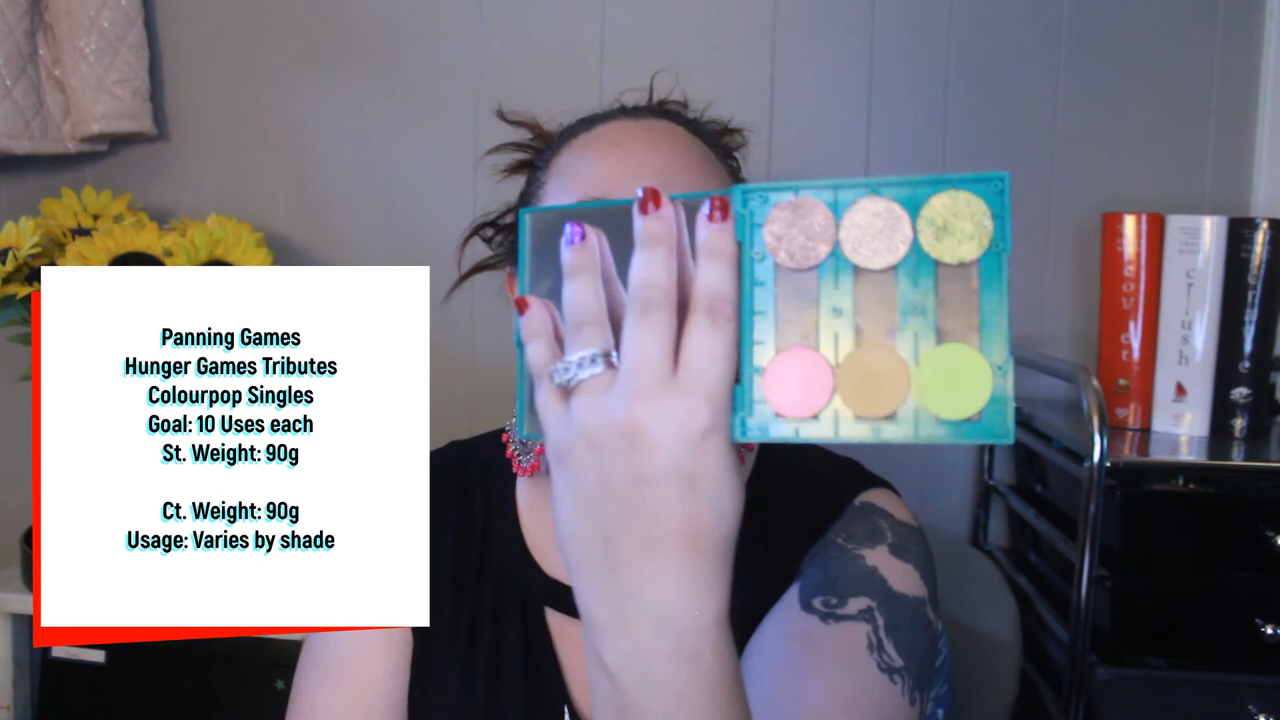 Panning Games
Hunger Games Tributes
Colourpop Singles
Goal: 10 Uses each
St. Weight: 90g
Ct. Weight: 90g
Usage: Varies by shade
crush